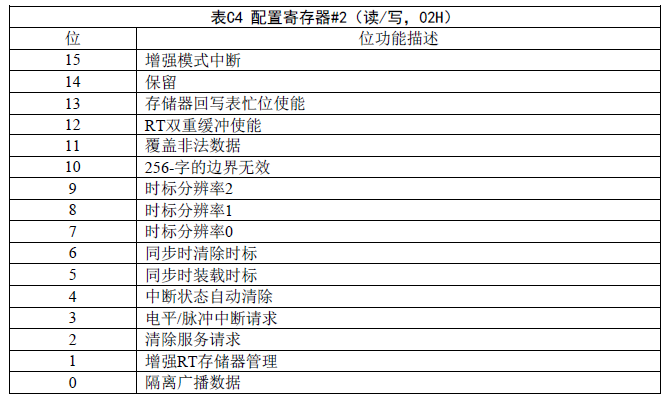 表C4 配置寄存器#2（读/写，02H）
位 位功能描述
15 增强模式中断
14 保留
13 存储器回写表忙位使能
12 RT双重缓冲使能
11 覆盖非法数据
10 256-字的边界无效
9 时标分辨率2
8 时标分辨率1
7 时标分辨率0
6 同步时清除时标
5 同步时装载时标
4 中断状态自动清除
3 电平/脉冲中断请求
2 清除服务请求
1 增强RT存储器管理
0 隔离广播数据